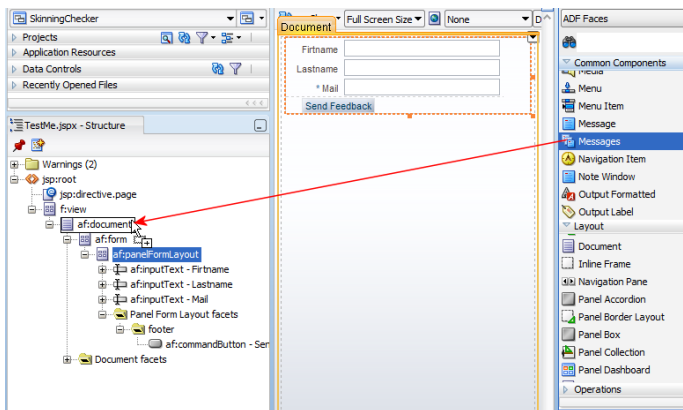 SkinningChecker
Projects
Application Resources
Data Controls
Recently Opened Files
TestMe.jspx - Structure
Warnings (2)
jsp:root
jsp:directive.page
f:view
af:document
af:form
af:panelFormLayout
af:inputText - Firtname
af:inputText - Lastname
af:inputText - Mail
Panel Form Layout facets
footer
af:commandButton - Ser
Document facets
Full Screen Size
None
D
Document
Firtname
Lastname
* Mail
Send Feedback
ADF Faces
Common Components
Media
Menu
Menu Item
Message
Messages
Navigation Item
Note Window
Output Formatted
Output Label
Layout
Document
Inline Frame
Navigation Pane
Panel Accordion
Panel Border Layout
Panel Box
Panel Collection
Panel Dashboard
Operations